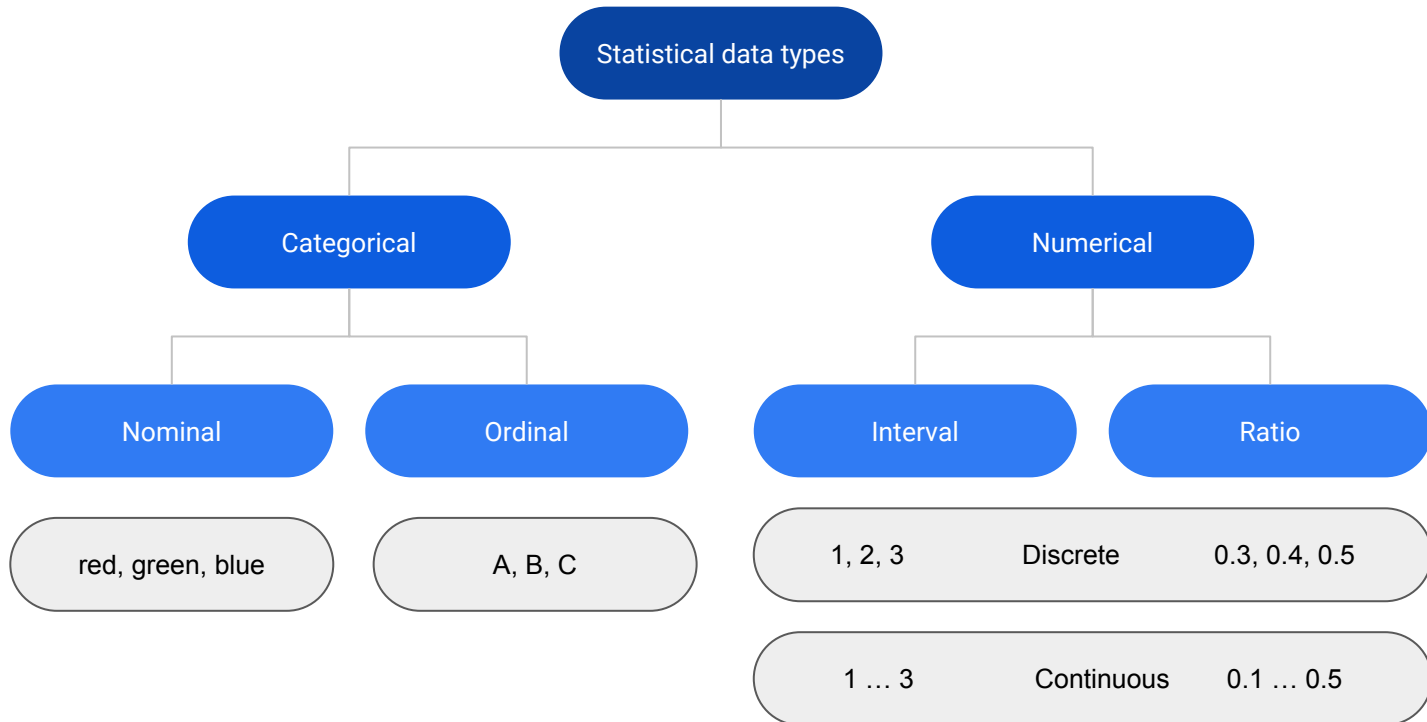 Statistical data types
Categorical
Numerical
Nominal
Ordinal
Interval
Ratio
red, green, blue
A, B, C
1, 2, 3 Discrete 0.3, 0.4, 0.5
1 … 3 Continuous 0.1 … 0.5